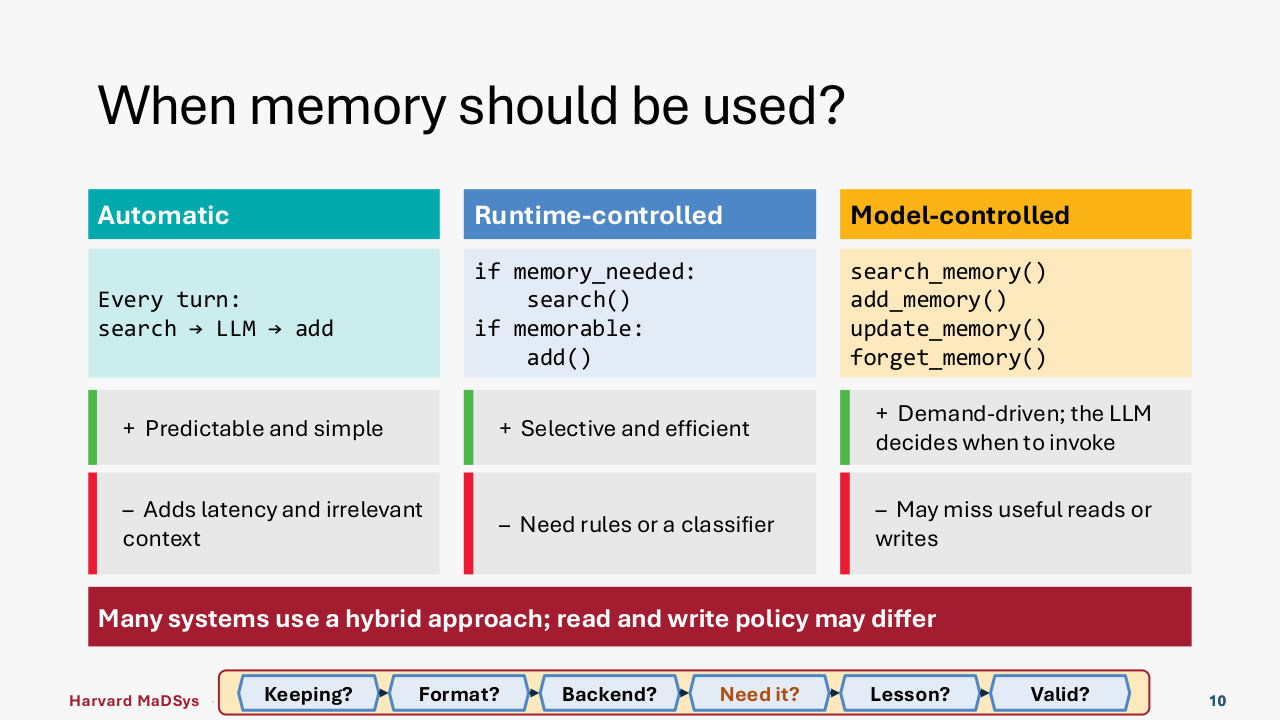 When memory should be used?
Automatic
Every turn:
search → LLM → add
+ Predictable and simple
– Adds latency and irrelevant
context
Runtime-controlled
if memory_needed:
    search()
if memorable:
    add()
+ Selective and efficient
– Need rules or a classifier
Model-controlled
search_memory()
add_memory()
update_memory()
forget_memory()
+ Demand-driven; the LLM
decides when to invoke
– May miss useful reads or
writes
Many systems use a hybrid approach; read and write policy may differ
Harvard MaDSys
Keeping?
Format?
Backend?
Need it?
Lesson?
Valid?
10